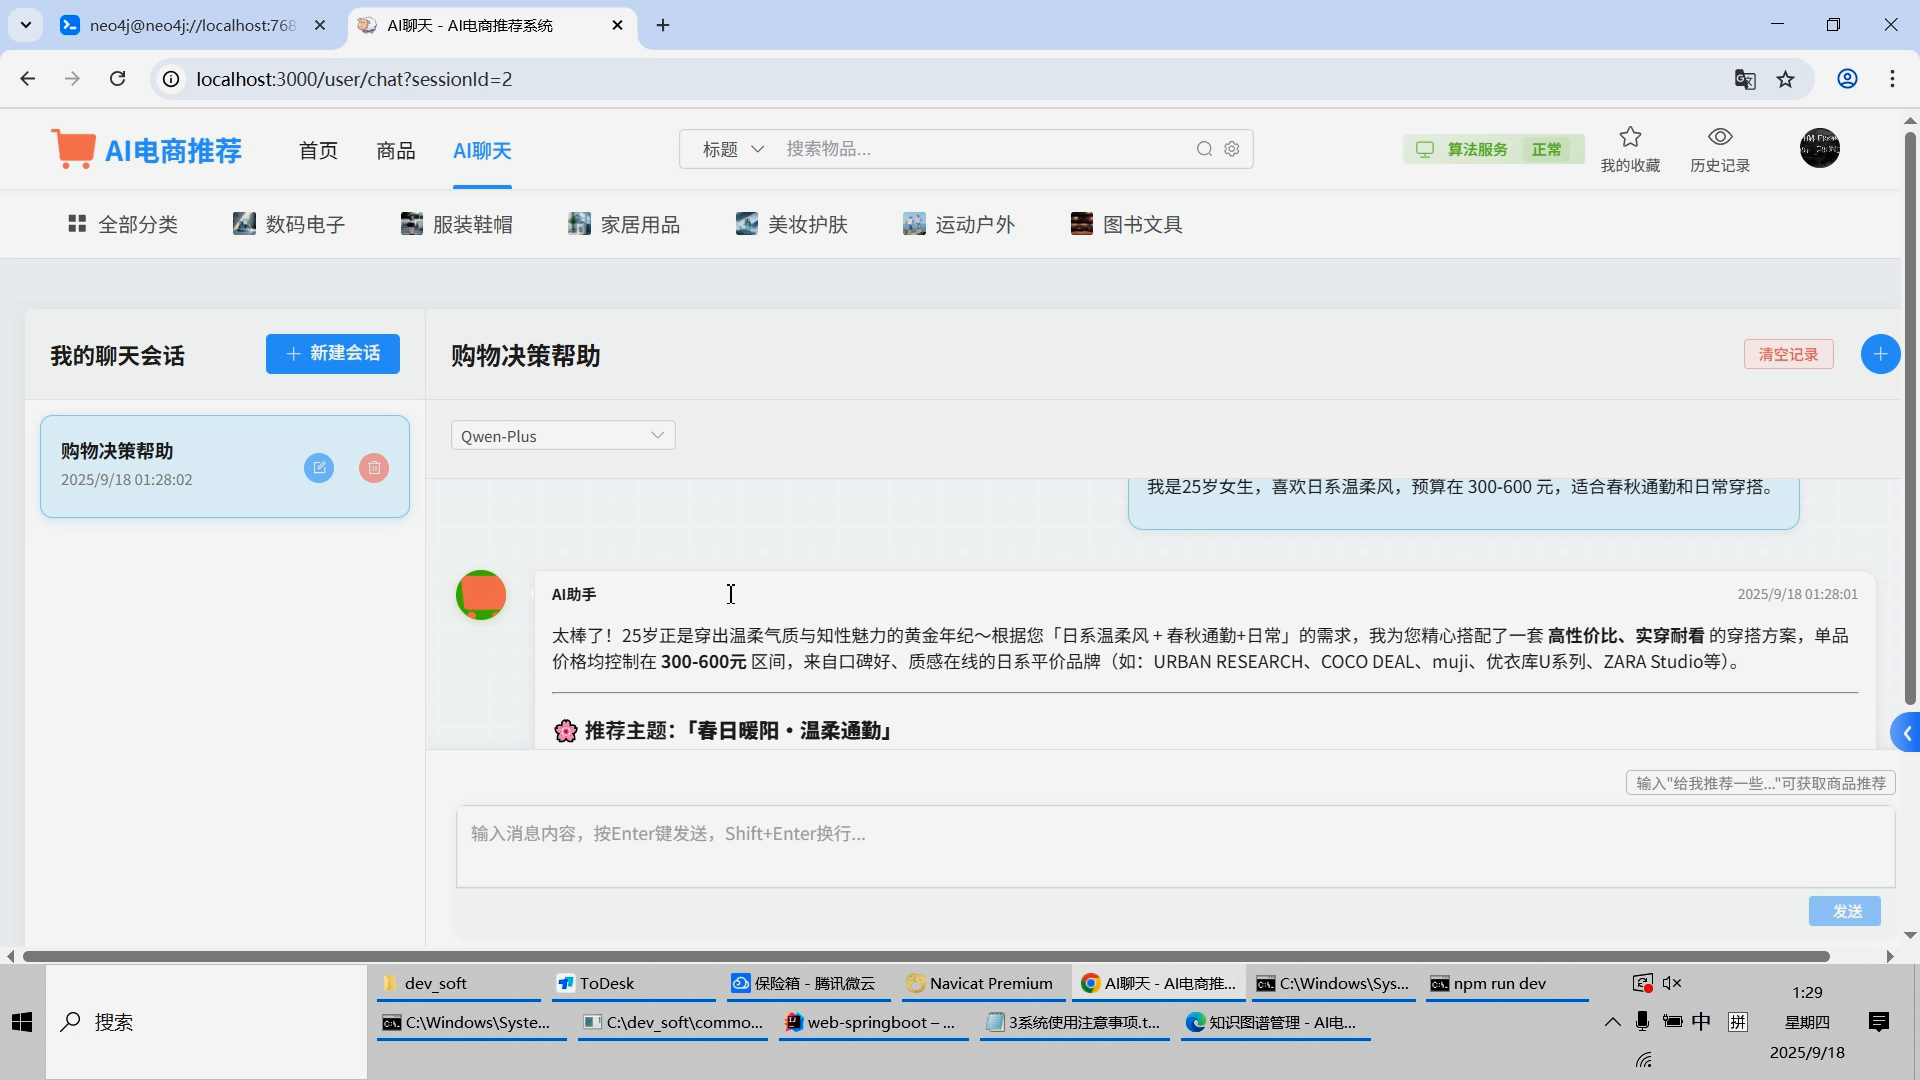 neo4j@neo4j://localhost:768
AI聊天 - AI电商推荐系统
localhost:3000/user/chat?sessionId=2
AI电商推荐
首页
商品
AI聊天
标题
搜索物品...
算法服务
正常
我的收藏
历史记录
全部分类
数码电子
服装鞋帽
家居用品
美妆护肤
运动户外
图书文具
我的聊天会话
新建会话
购物决策帮助
清空记录
购物决策帮助
2025/9/18 01:28:02
Qwen-Plus
我是25岁女生，喜欢日系温柔风，预算在 300-600 元，适合春秋通勤和日常穿搭。
AI助手
2025/9/18 01:28:01
太棒了！25岁正是穿出温柔气质与知性魅力的黄金年纪～根据您「日系温柔风 + 春秋通勤+日常」的需求，我为您精心搭配了一套 高性价比、实穿耐看 的穿搭方案，单品
价格均控制在 300-600元 区间，来自口碑好、质感在线的日系平价品牌（如：URBAN RESEARCH、COCO DEAL、muji、优衣库U系列、ZARA Studio等）。
推荐主题：「春日暖阳・温柔通勤」
输入"给我推荐一些..."可获取商品推荐
输入消息内容，按Enter键发送，Shift+Enter换行...
发送
搜索
dev_soft
ToDesk
保险箱 - 腾讯微云
Navicat Premium
AI聊天 - AI电商推...
C:\Windows\Sys...
npm run dev
C:\Windows\Syste...
C:\dev_soft\commo...
web-springboot – ...
3系统使用注意事项.t...
知识图谱管理 - AI电...
中
拼
1:29
星期四
2025/9/18